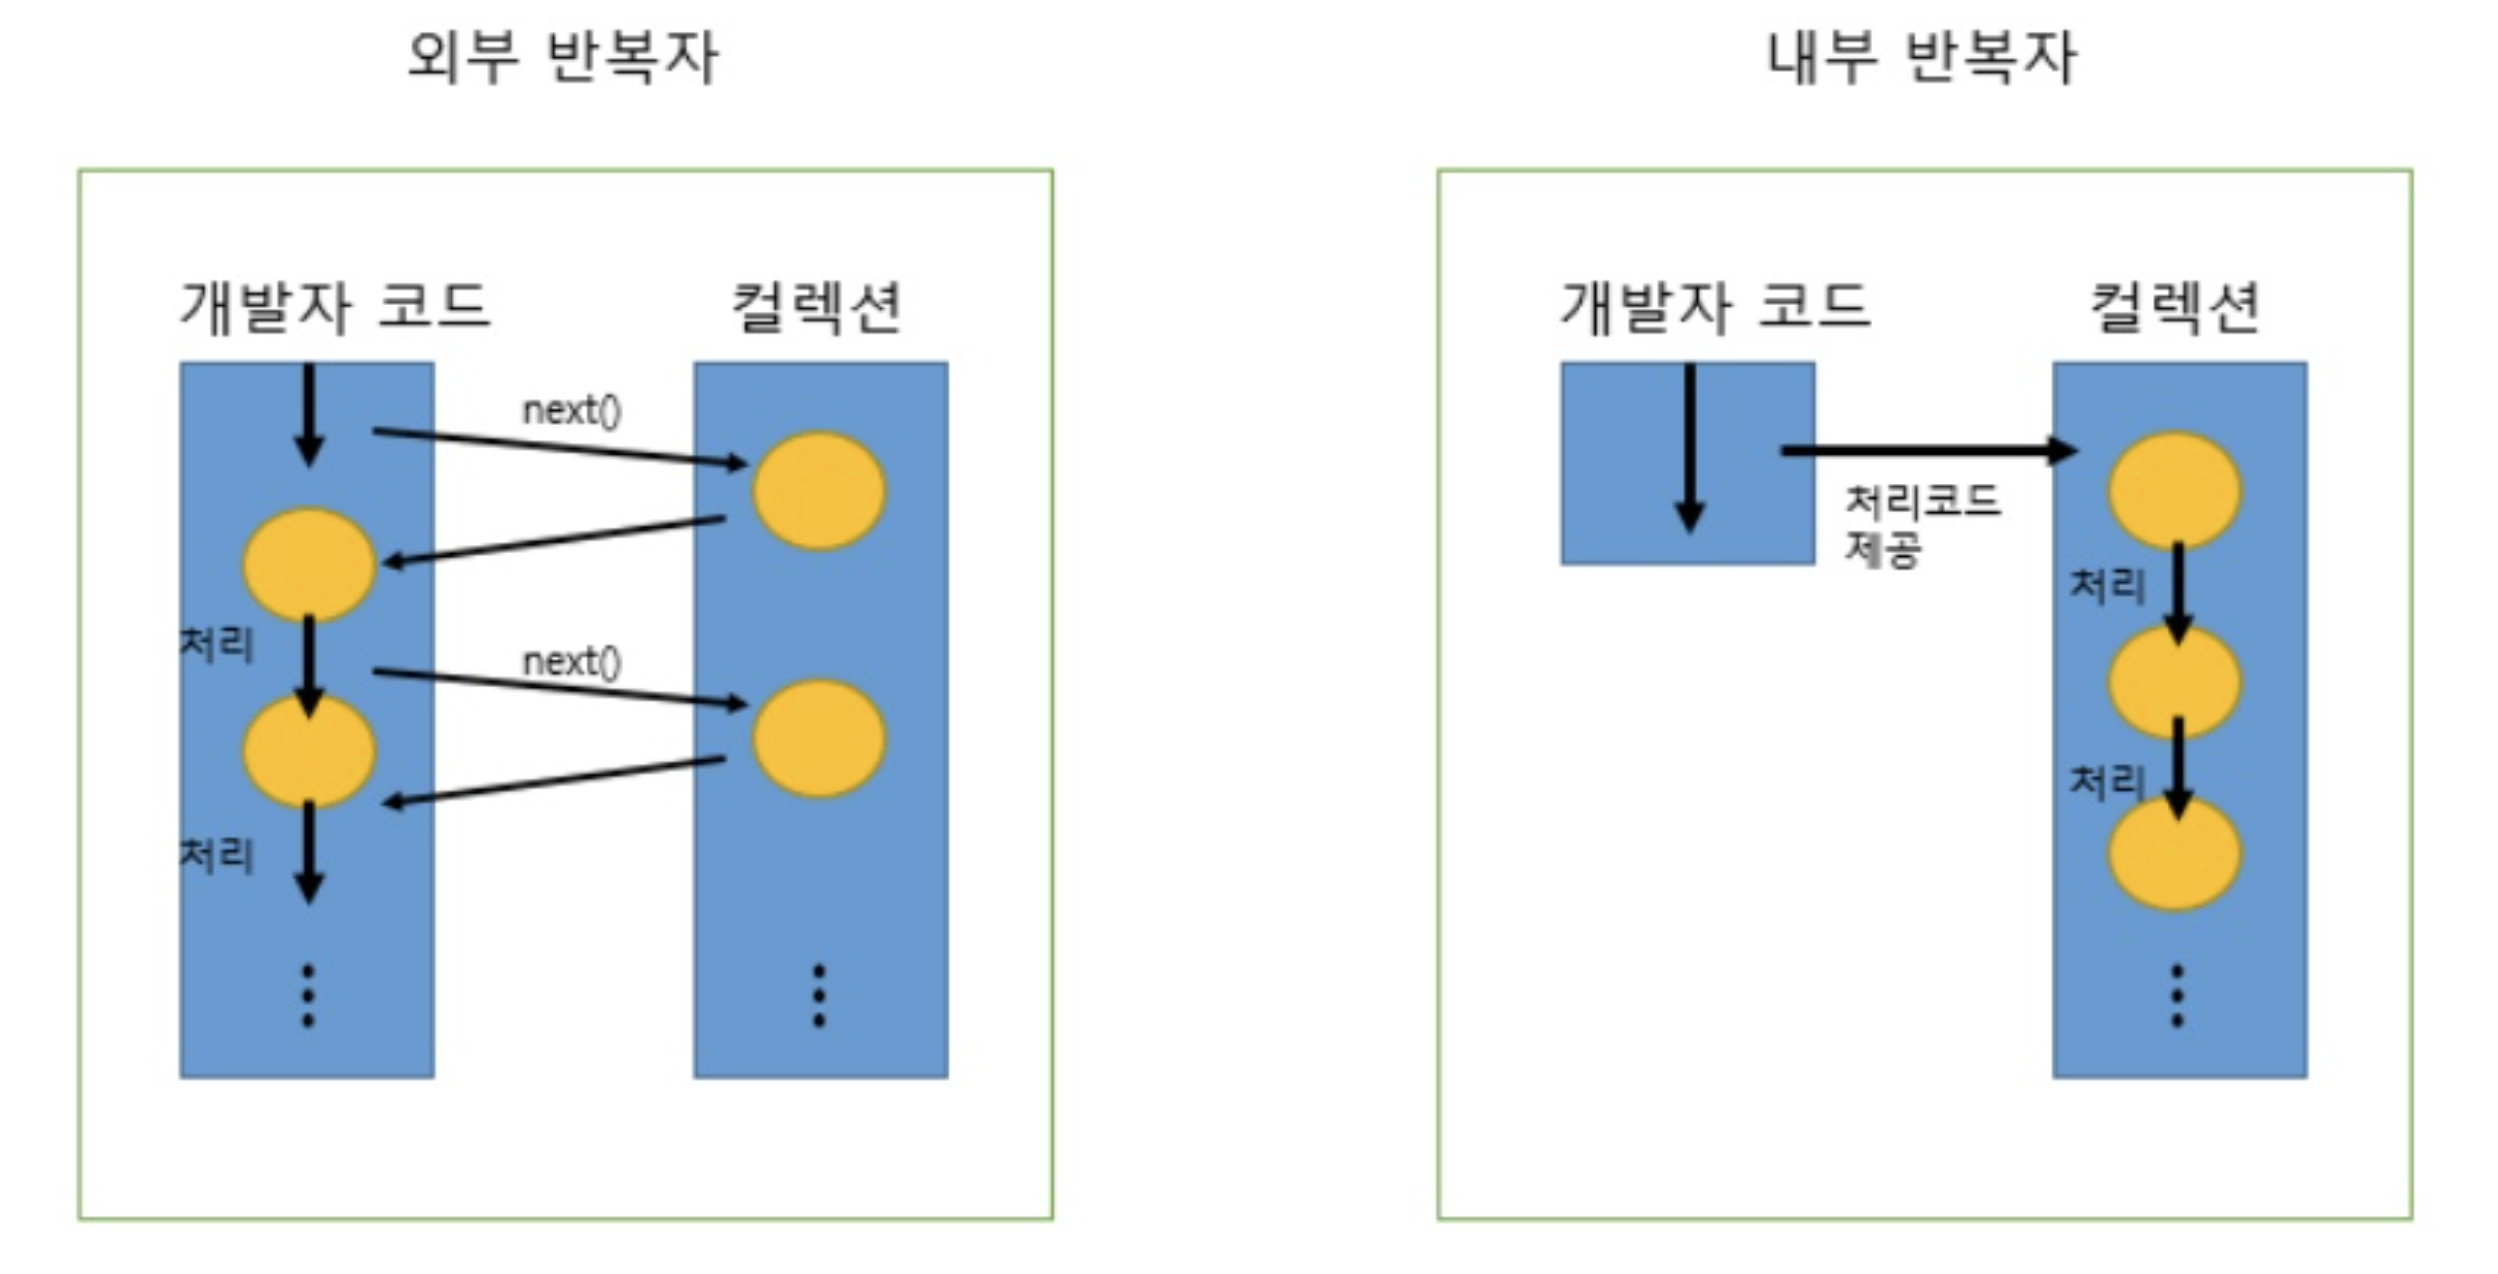 외부 반복자
개발자 코드
컬렉션
next()
처리
next()
처리
내부 반복자
개발자 코드
컬렉션
처리코드
제공
처리
처리